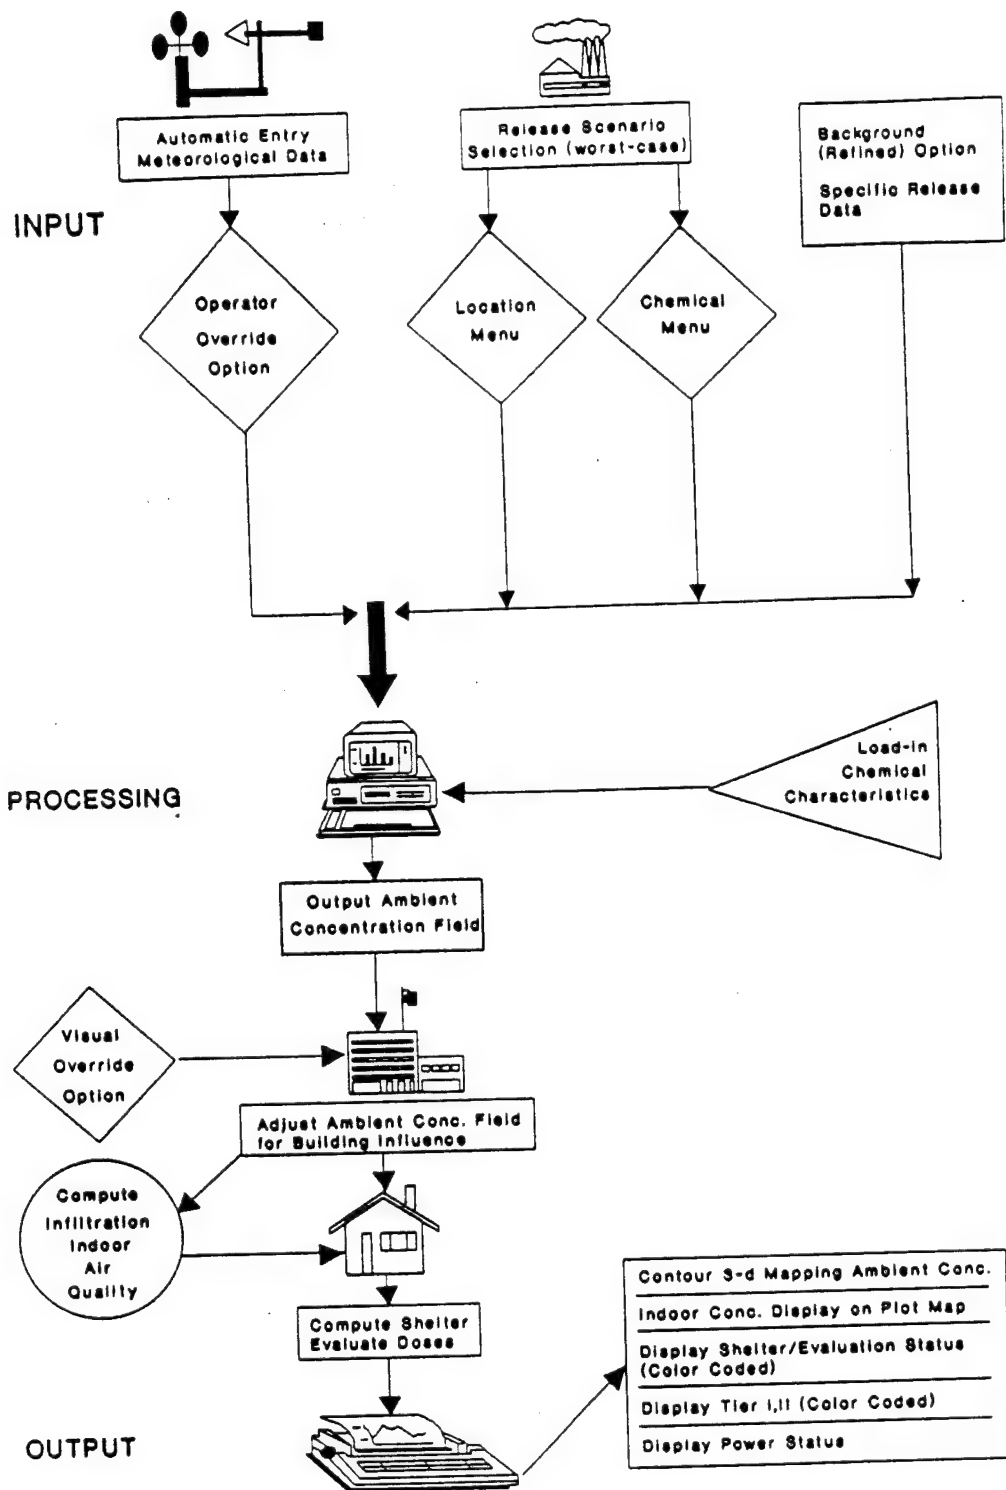 Automatic Entry
Meteorological Data
Release Scenario
Selection (worst-case)
Background
(Refined) Option
Specific Release
Data
INPUT
Operator
Override
Option
Location
Menu
Chemical
Menu
PROCESSING
Load-in
Chemical
Characteristics
Output Ambient
Concentration Field
Visual
Override
Option
Adjust Ambient Conc. Field
for Building Influence
Compute
Infiltration
Indoor
Air
Quality
Compute Shelter
Evaluate Doses
Contour 3-d Mapping Ambient Conc.
Indoor Conc. Display on Plot Map
Display Shelter/Evaluation Status
(Color Coded)
Display Tier I,II (Color Coded)
Display Power Status
OUTPUT